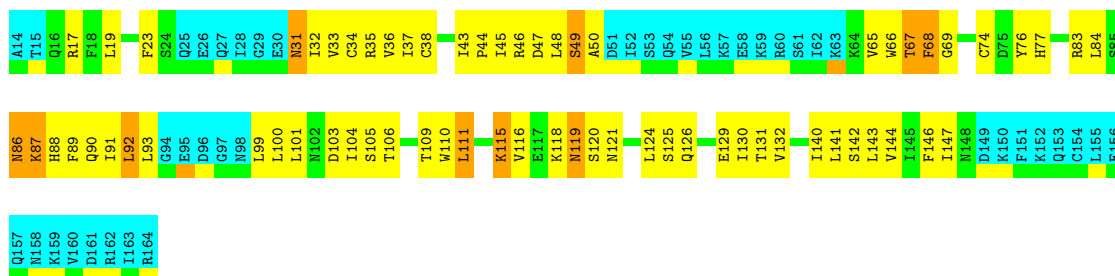 A14 T15 Q16 R17 F18 L19 F23 S24 Q25 E26 Q27 I28 G29 E30 N31 I32 V33 C34 R35 V36 I37 C38 I43 P44 I45 R46 D47 L48 S49 A50 D51 I52 S53 Q54 V55 L56 K57 E58 K59 R60 S61 I62 K63 K64 V65 W66 T67 F68 G69 C74 D75 Y76 H77 R83 L84 S85
N86 K87 H88 F89 Q90 I91 L92 L93 G94 E95 D96 G97 N98 L99 L100 L101 N102 D103 I104 S105 T106 T109 W110 L111 K115 V116 E117 K118 N119 S120 N121 L124 S125 Q126 E129 I130 T131 V132 I140 L141 S142 L143 V144 I145 F146 I147 N148 D149 K150 F151 K152 Q153 C154 L155 E156
Q157 N158 K159 V160 D161 R162 I163 R164